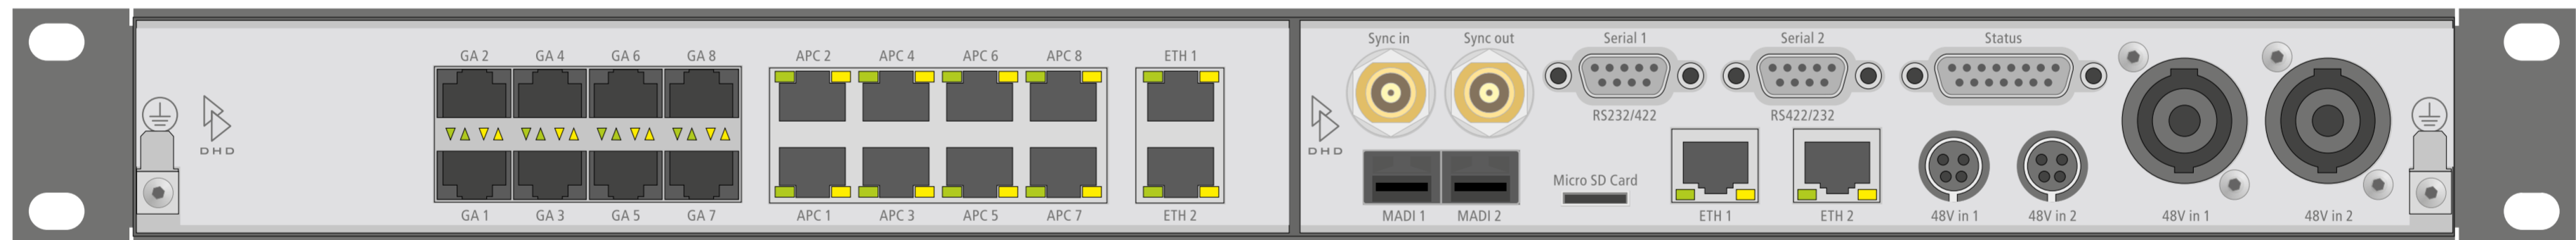 GA 2 GA 4 GA 6 GA 8
APC 2 APC 4 APC 6 APC 8
ETH 1
DHD
GA 1 GA 3 GA 5 GA 7
APC 1 APC 3 APC 5 APC 7
ETH 2
Sync in Sync out
Serial 1 Serial 2 Status
RS232/422 RS422/232
DHD
Micro SD Card
MADI 1 MADI 2
ETH 1 ETH 2
48V in 1 48V in 2
48V in 1 48V in 2